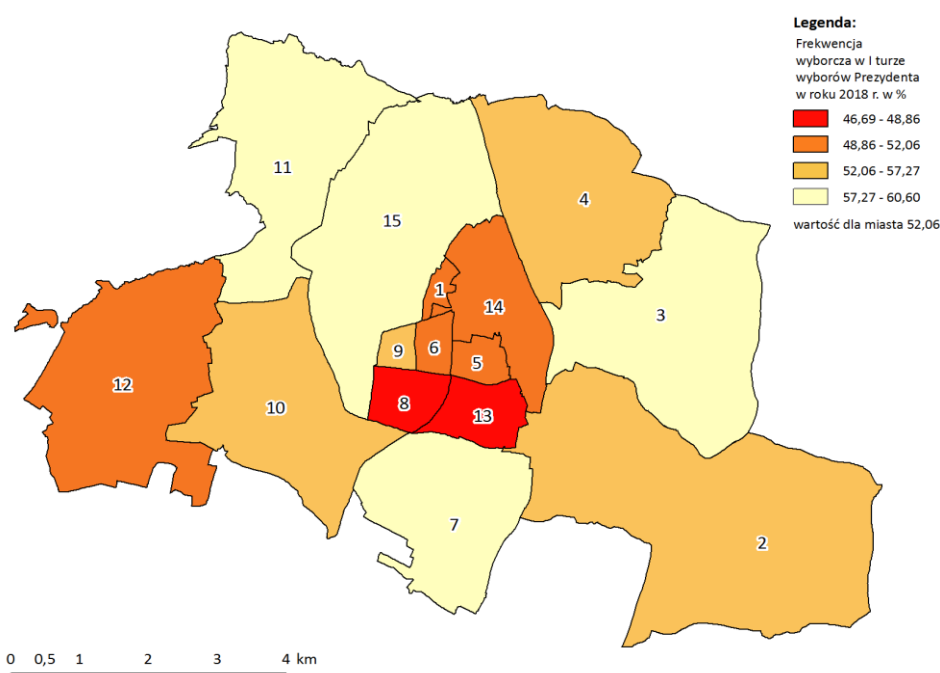 Legenda:
Frekwencja
wyborcza w I turze
wyborów Prezydenta
w roku 2018 r. w %
46,69 - 48,86
48,86 - 52,06
52,06 - 57,27
57,27 - 60,60
wartość dla miasta 52,06
11
4
15
1
14
3
9
6
5
12
10
8
13
7
2
0 0,5 1 2 3 4 km